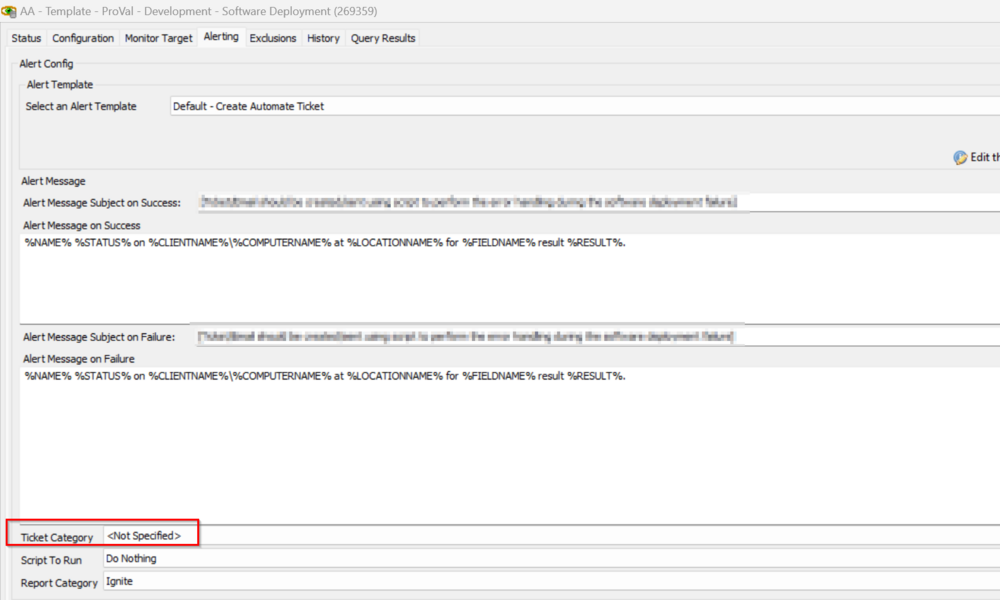 AA - Template - ProVal - Development - Software Deployment (269359)
Status Configuration Monitor Target Alerting Exclusions History Query Results
Alert Config
Alert Template
Select an Alert Template Default - Create Automate Ticket
Edit th
Alert Message
Alert Message Subject on Success:
Alert Message on Success
%NAME% %STATUS% on %CLIENTNAME%\%COMPUTERNAME% at %LOCATIONNAME% for %FIELDNAME% result %RESULT%.
Alert Message Subject on Failure:
Alert Message on Failure
%NAME% %STATUS% on %CLIENTNAME%\%COMPUTERNAME% at %LOCATIONNAME% for %FIELDNAME% result %RESULT%.
Ticket Category <Not Specified>
Script To Run Do Nothing
Report Category Ignite